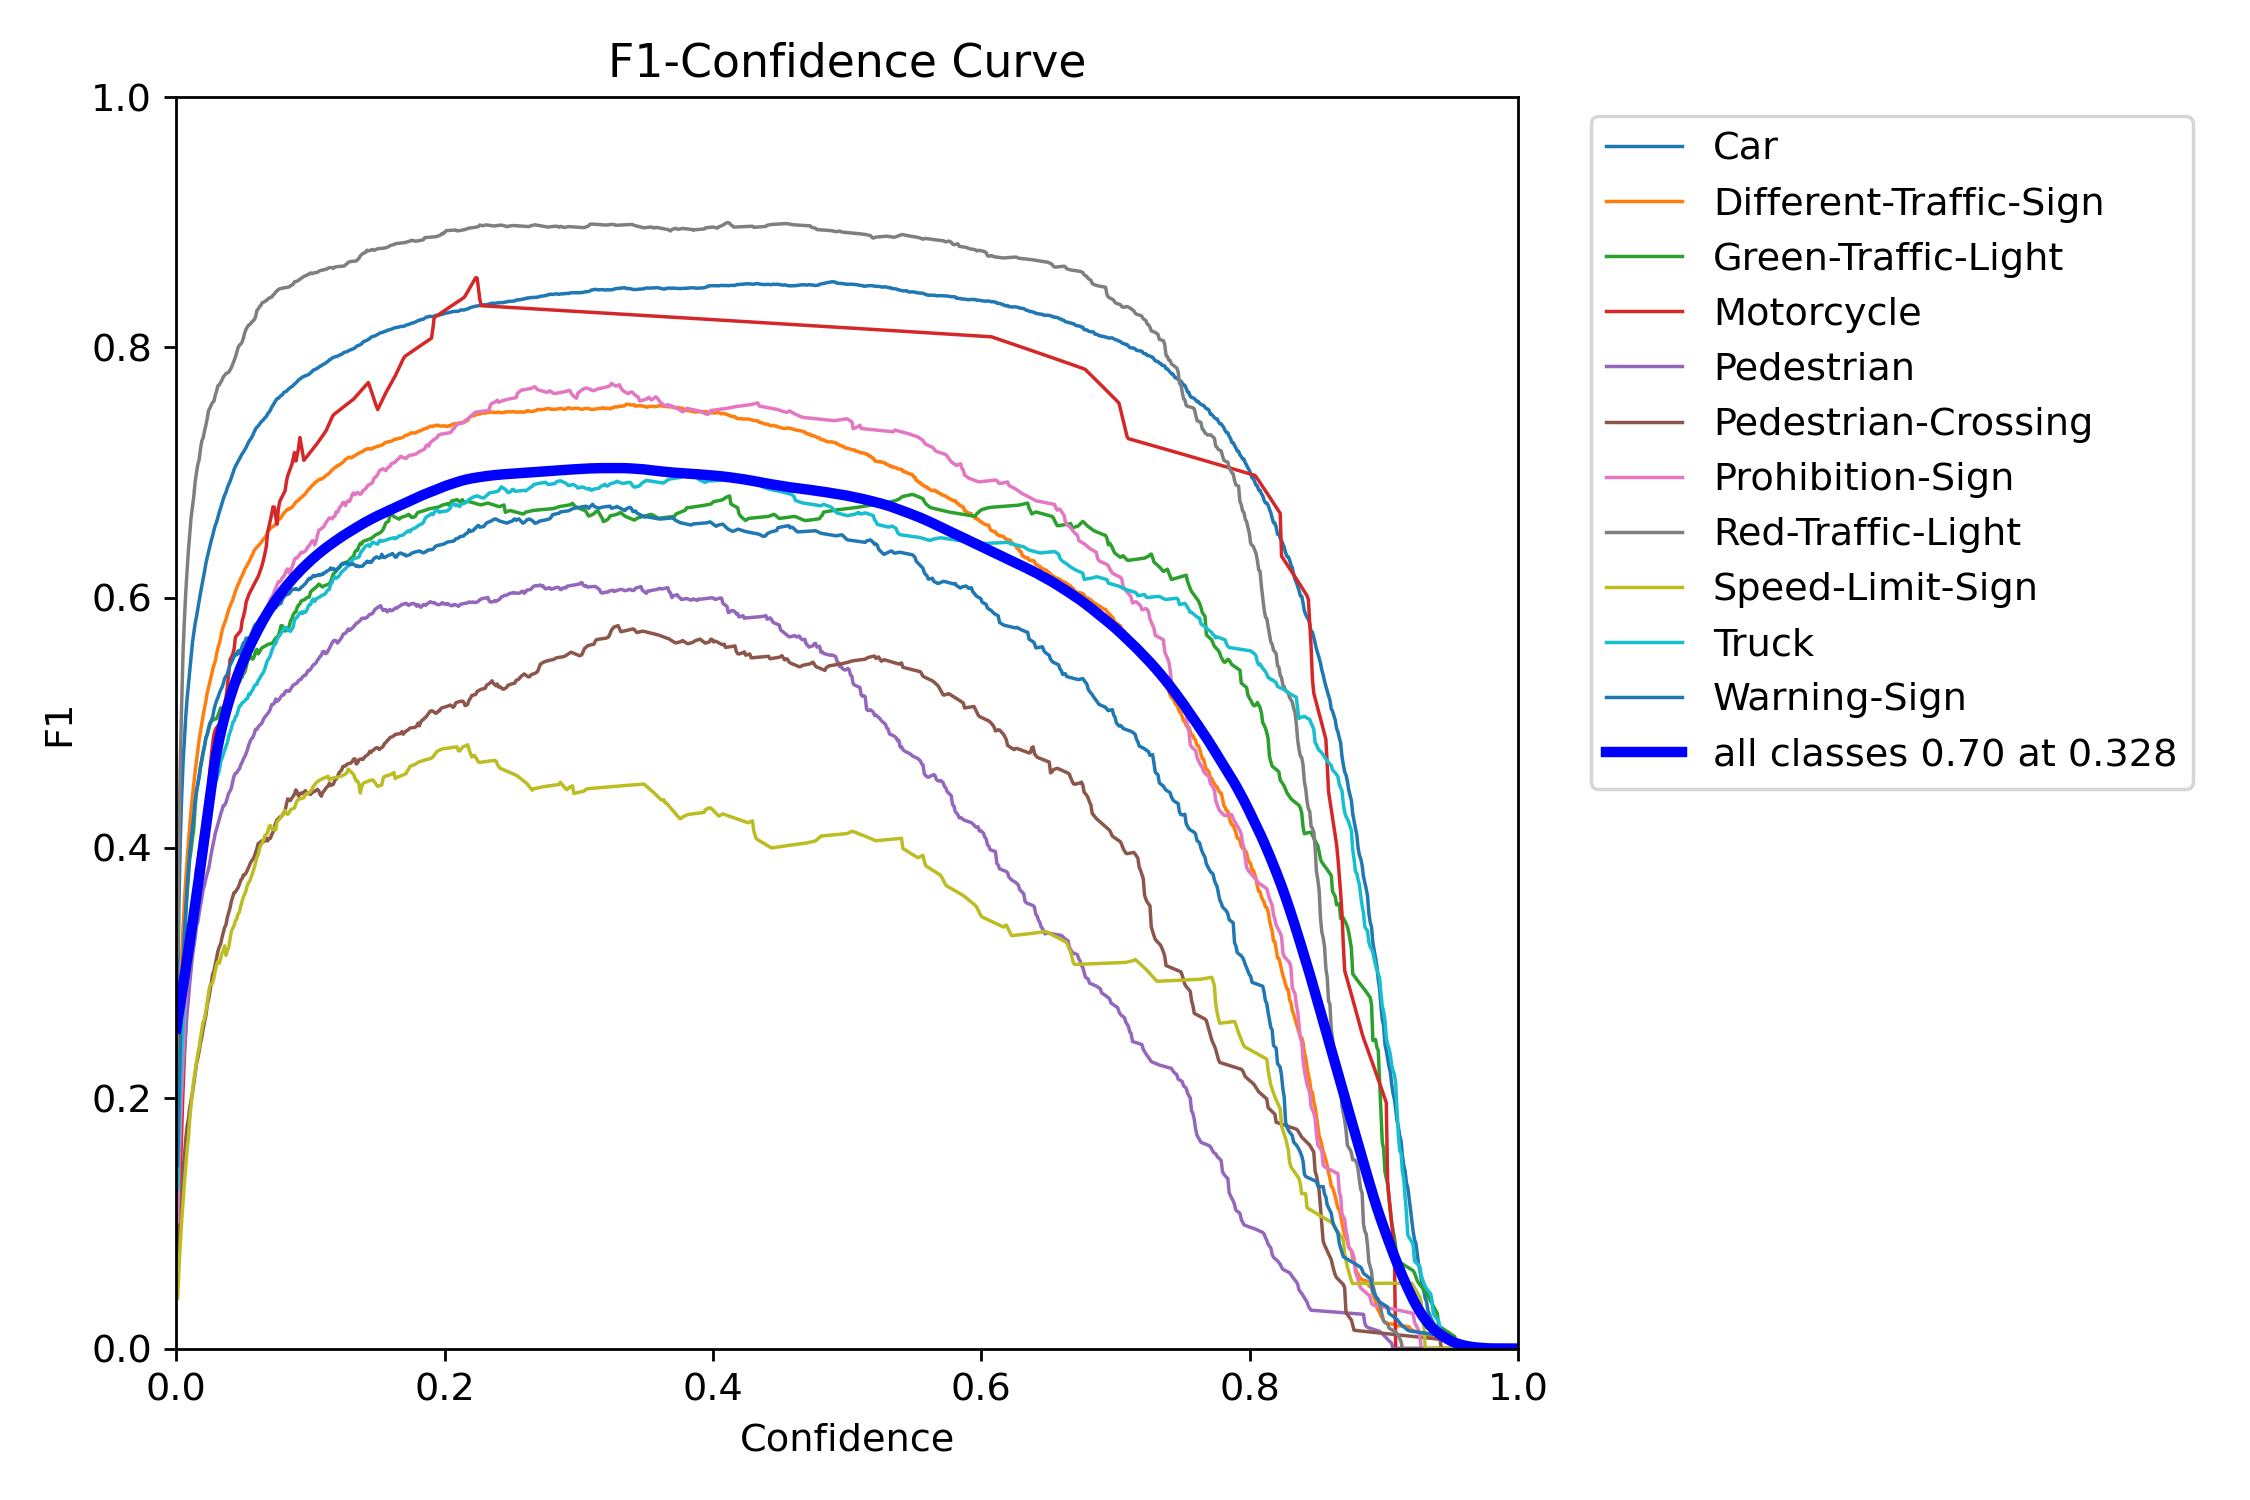 F1-Confidence Curve
1.0
0.8
0.6
0.4
0.2
0.0
F1
0.0 0.2 0.4 0.6 0.8 1.0
Confidence
Car
Different-Traffic-Sign
Green-Traffic-Light
Motorcycle
Pedestrian
Pedestrian-Crossing
Prohibition-Sign
Red-Traffic-Light
Speed-Limit-Sign
Truck
Warning-Sign
all classes 0.70 at 0.328